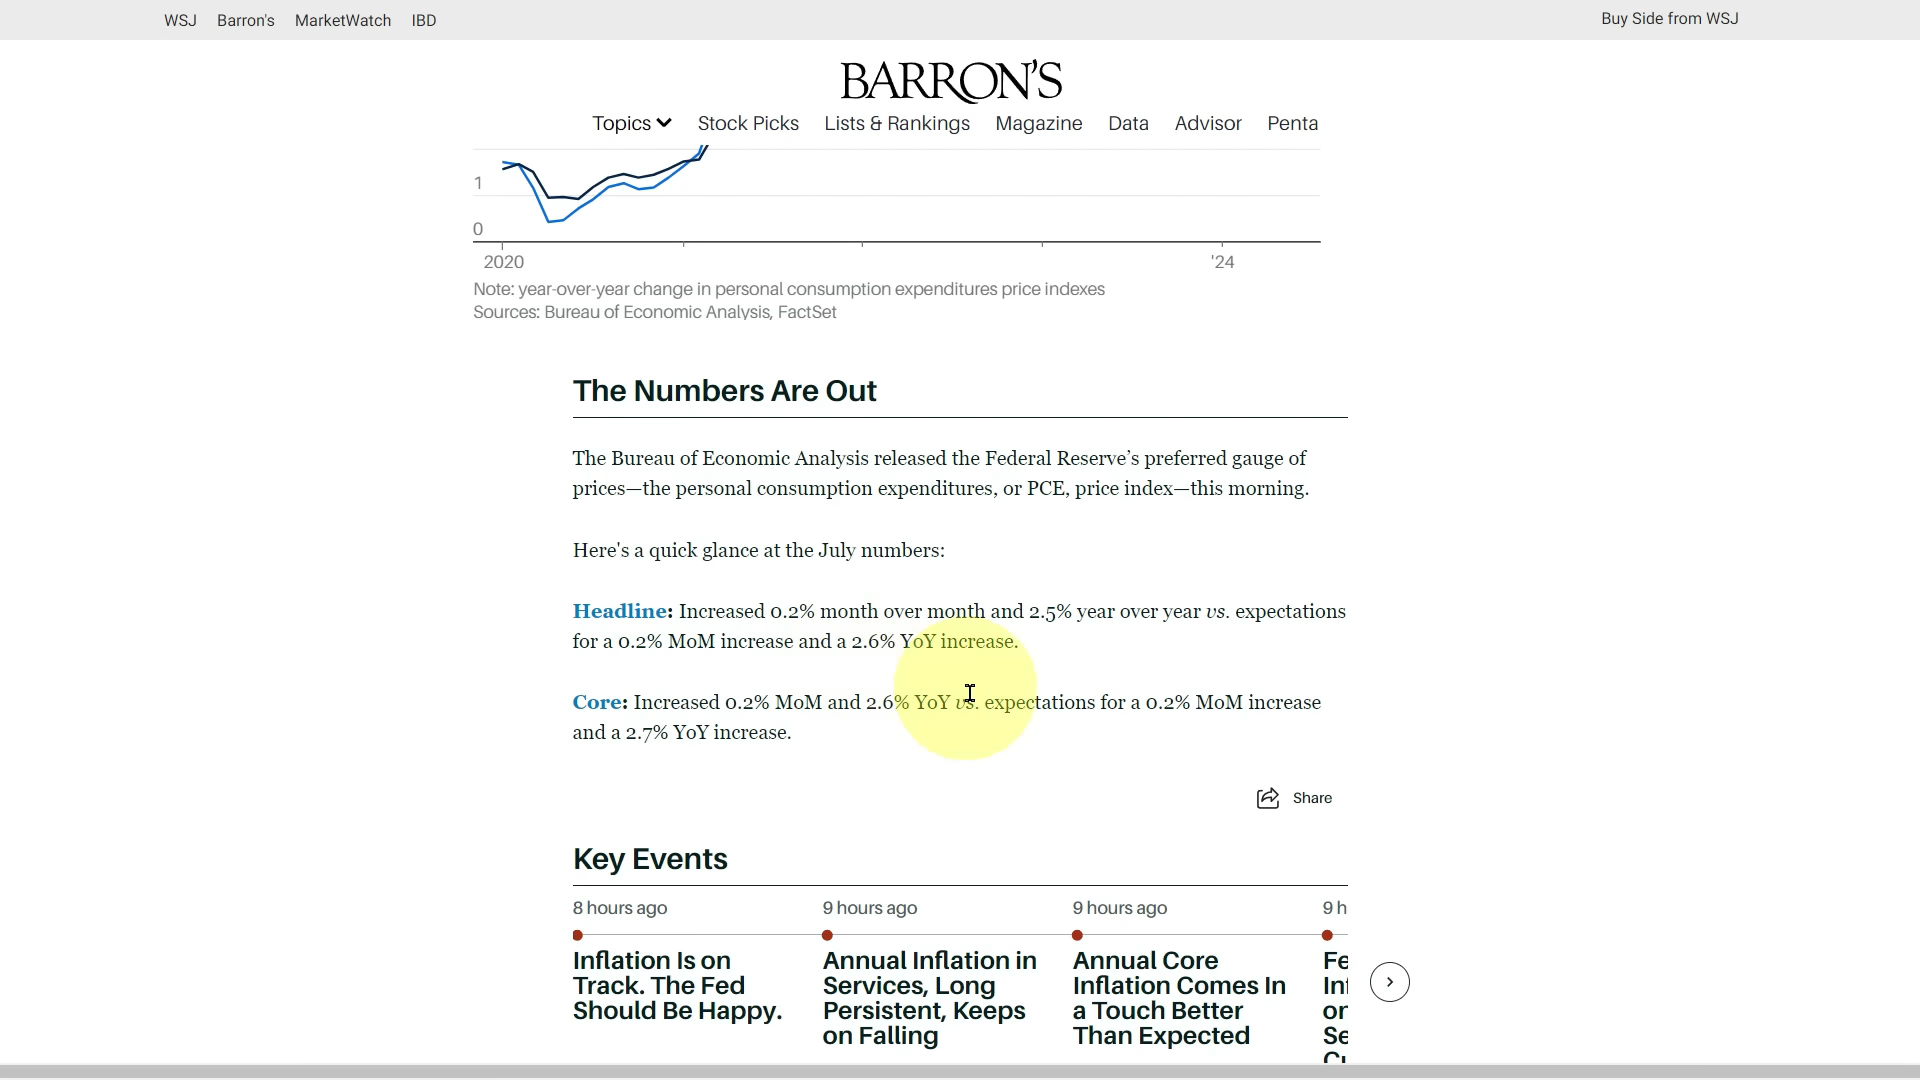 WSJ Barron's MarketWatch IBD
Buy Side from WSJ
BARRON'S
Topics Stock Picks Lists & Rankings Magazine Data Advisor Penta
1
0
2020 '24
Note: year-over-year change in personal consumption expenditures price indexes
Sources: Bureau of Economic Analysis, FactSet
The Numbers Are Out
The Bureau of Economic Analysis released the Federal Reserve’s preferred gauge of
prices—the personal consumption expenditures, or PCE, price index—this morning.
Here's a quick glance at the July numbers:
Headline: Increased 0.2% month over month and 2.5% year over year vs. expectations
for a 0.2% MoM increase and a 2.6% YoY increase.
Core: Increased 0.2% MoM and 2.6% YoY vs. expectations for a 0.2% MoM increase
and a 2.7% YoY increase.
Share
Key Events
8 hours ago
Inflation Is on
Track. The Fed
Should Be Happy.
9 hours ago
Annual Inflation in
Services, Long
Persistent, Keeps
on Falling
9 hours ago
Annual Core
Inflation Comes In
a Touch Better
Than Expected
9 h
Fe
In
or
Se